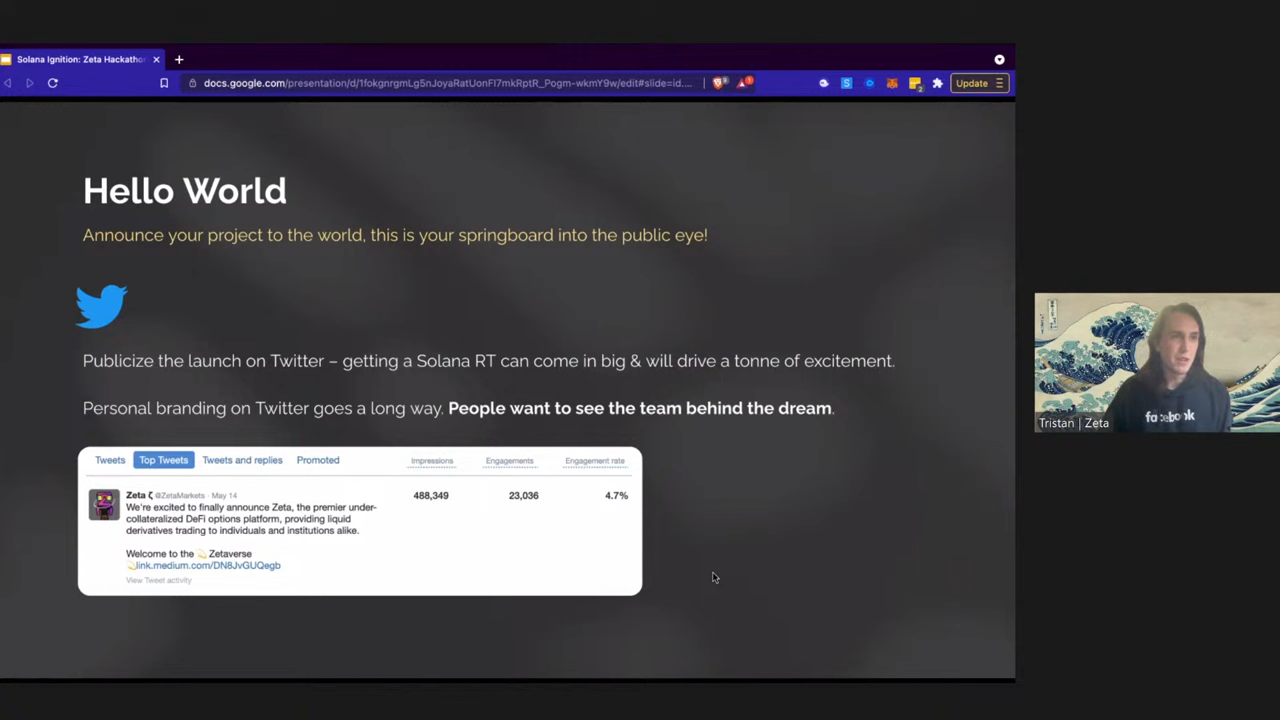 Solana Ignition: Zeta Hackathon
docs.google.com/presentation/d/1fokgnrgmLg5nJoyaRatUonFI7mkRptR_Pogm-wkmY9w/edit#slide=id....
Update
Hello World
Announce your project to the world, this is your springboard into the public eye!
Publicize the launch on Twitter – getting a Solana RT can come in big & will drive a tonne of excitement.
Personal branding on Twitter goes a long way. People want to see the team behind the dream.
Tweets Top Tweets Tweets and replies Promoted Impressions Engagements Engagement rate
Zeta ζ @ZetaMarkets · May 14 488,349 23,036 4.7%
We're excited to finally announce Zeta, the premier under-
collateralized DeFi options platform, providing liquid
derivatives trading to individuals and institutions alike.
Welcome to the 💫 Zetaverse
💫link.medium.com/DN8JvGUQegb
View Tweet activity
facebook
Tristan | Zeta